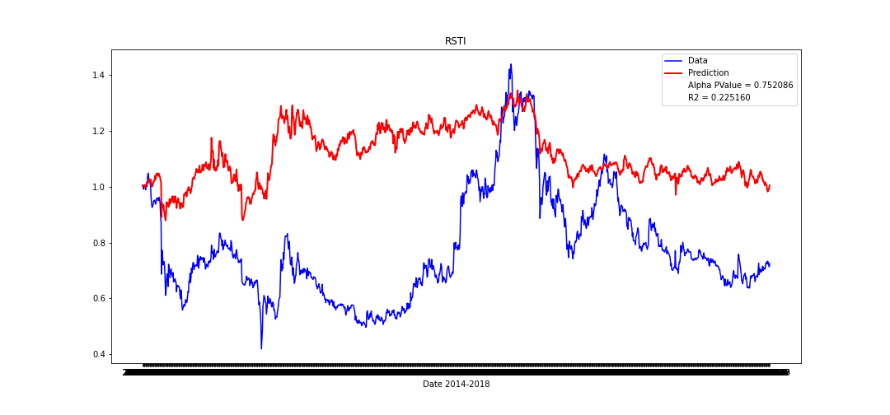 RSTI
Data
Prediction
Alpha PValue = 0.752086
R2 = 0.225160
1.4
1.2
1.0
0.8
0.6
0.4
Date 2014-2018